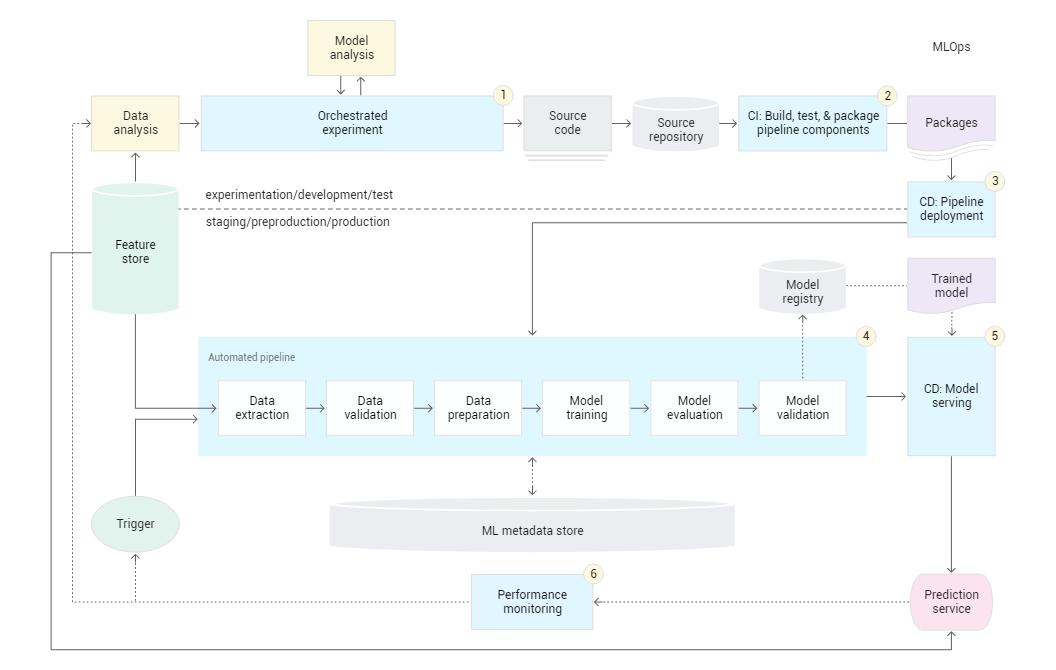 Model
analysis
MLOps
1
2
Data
analysis
Orchestrated
experiment
Source
code
Source
repository
CI: Build, test, & package
pipeline components
Packages
3
experimentation/development/test
staging/preproduction/production
CD: Pipeline
deployment
Feature
store
Model
registry
Trained
model
4
5
Automated pipeline
Data
extraction
Data
validation
Data
preparation
Model
training
Model
evaluation
Model
validation
CD: Model
serving
Trigger
ML metadata store
6
Performance
monitoring
Prediction
service